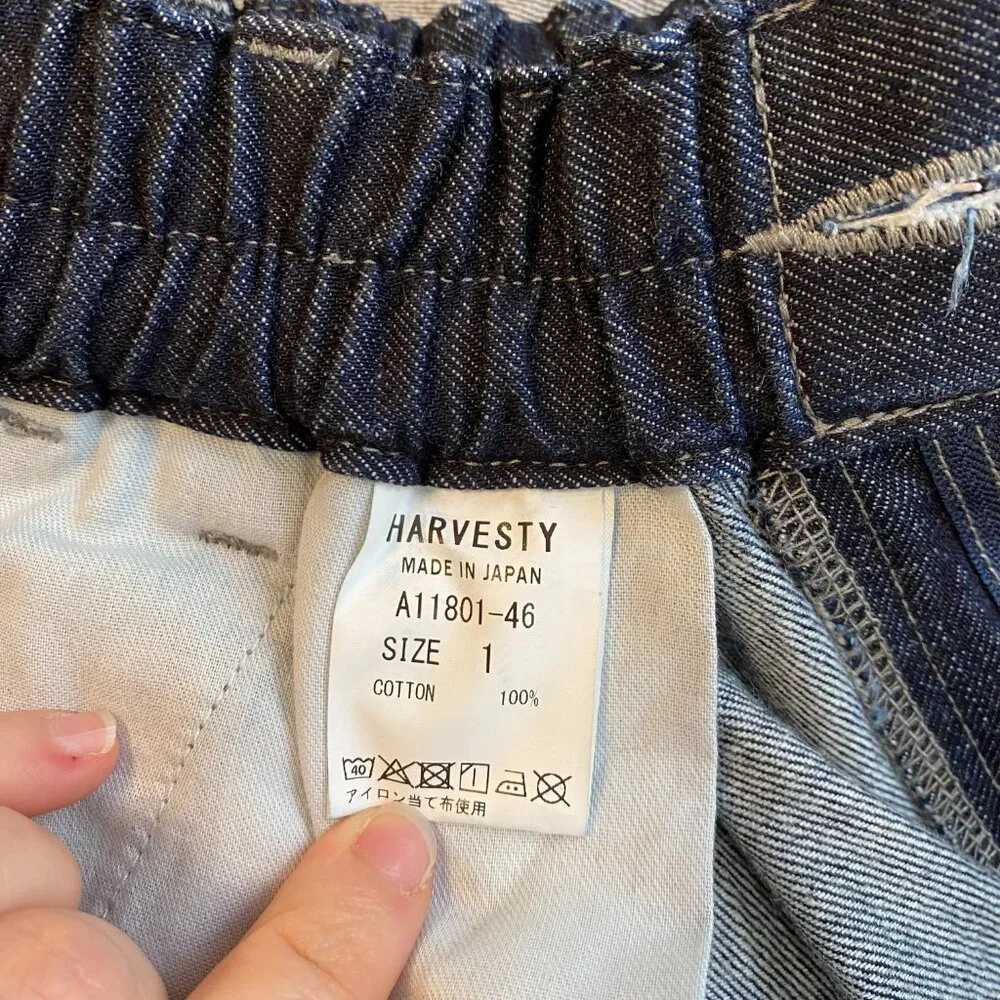 HARVESTY
MADE IN JAPAN
A11801-46
SIZE 1
COTTON 100%
40
アイロン当て布使用